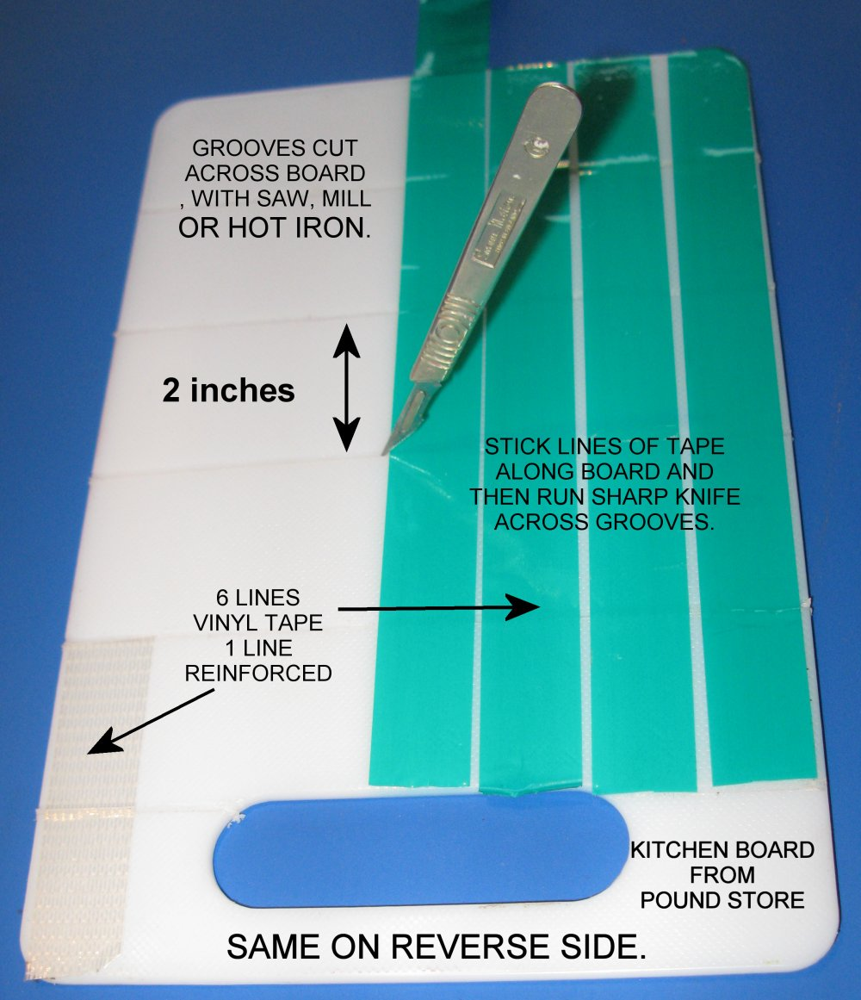 GROOVES CUT
ACROSS BOARD
, WITH SAW, MILL
OR HOT IRON.
2 inches
STICK LINES OF TAPE
ALONG BOARD AND
THEN RUN SHARP KNIFE
ACROSS GROOVES.
6 LINES
VINYL TAPE
1 LINE
REINFORCED
KITCHEN BOARD
FROM
POUND STORE
SAME ON REVERSE SIDE.